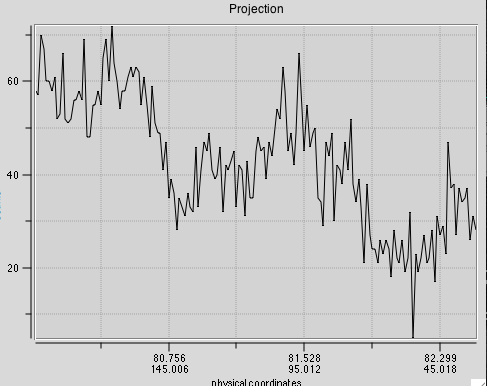 Projection
60
40
20
80.756 81.528 82.299
145.006 95.012 45.018
physical coordinates